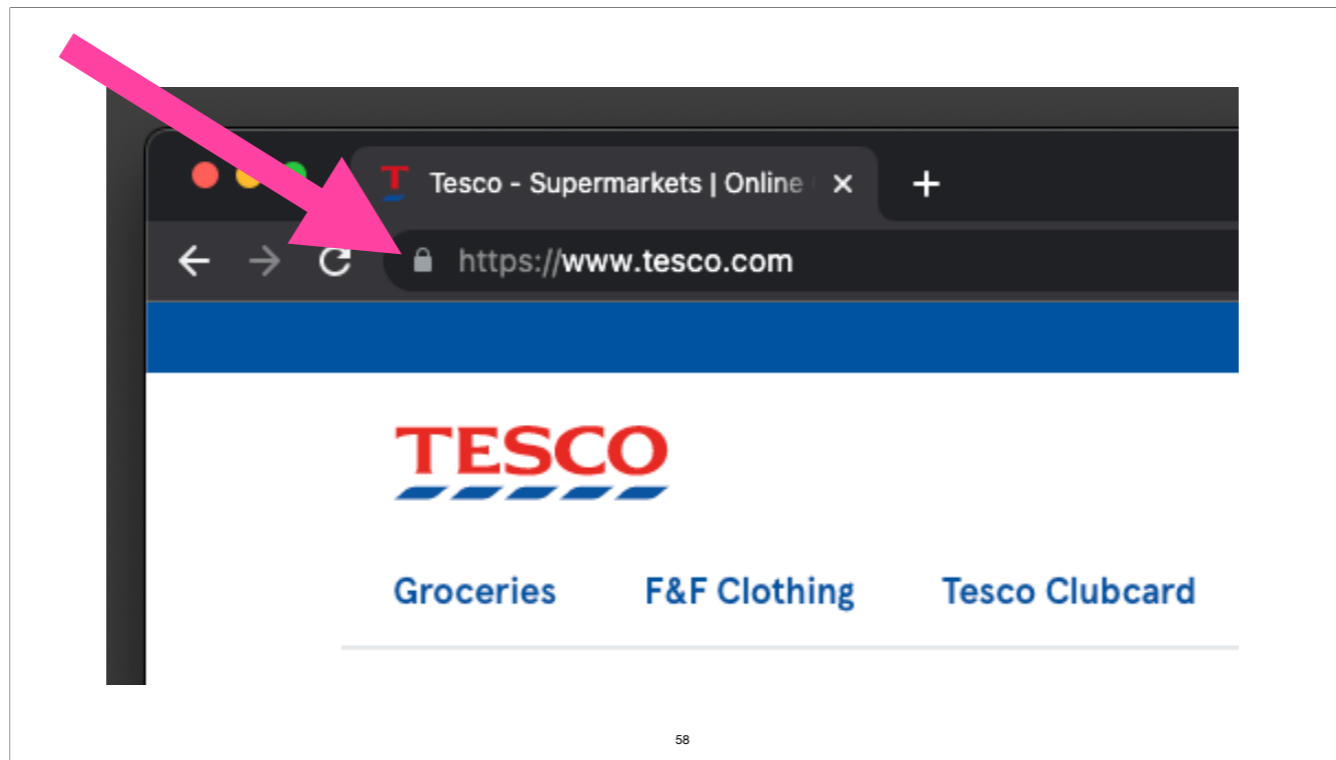 Tesco - Supermarkets | Online
https://www.tesco.com
TESCO
Groceries F&F Clothing Tesco Clubcard
58